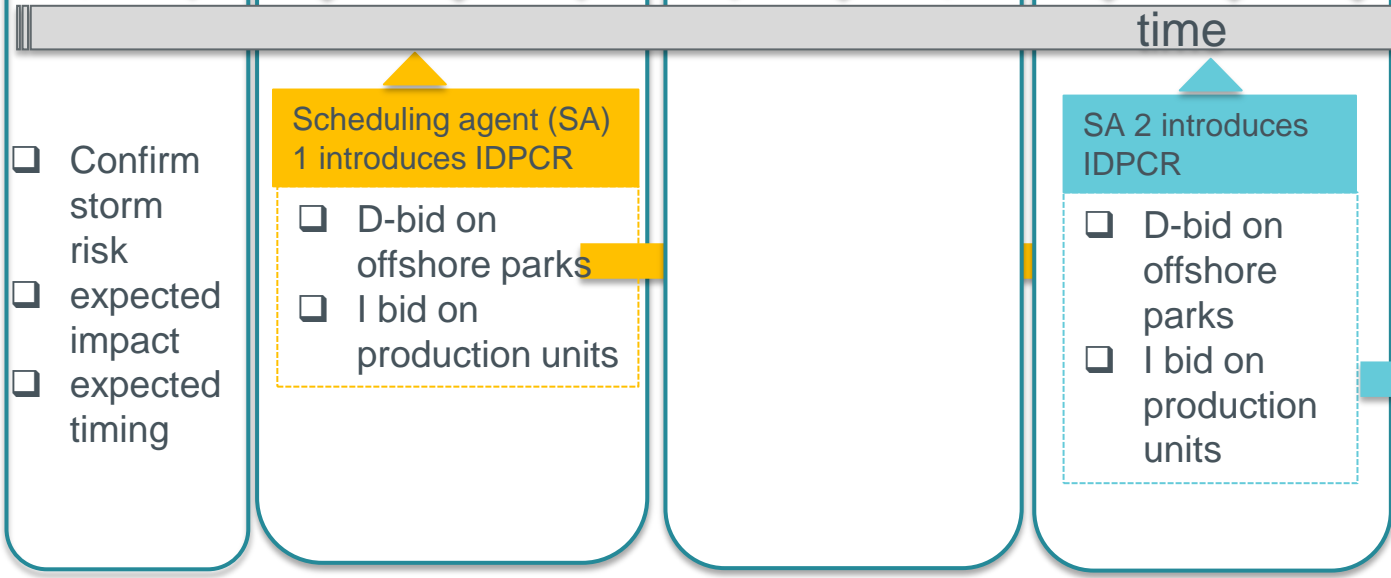 time
❑ Confirm
storm
risk
❑ expected
impact
❑ expected
timing
Scheduling agent (SA)
1 introduces IDPCR
❑ D-bid on
offshore parks
❑ I bid on
production units
SA 2 introduces
IDPCR
❑ D-bid on
offshore
parks
❑ I bid on
production
units